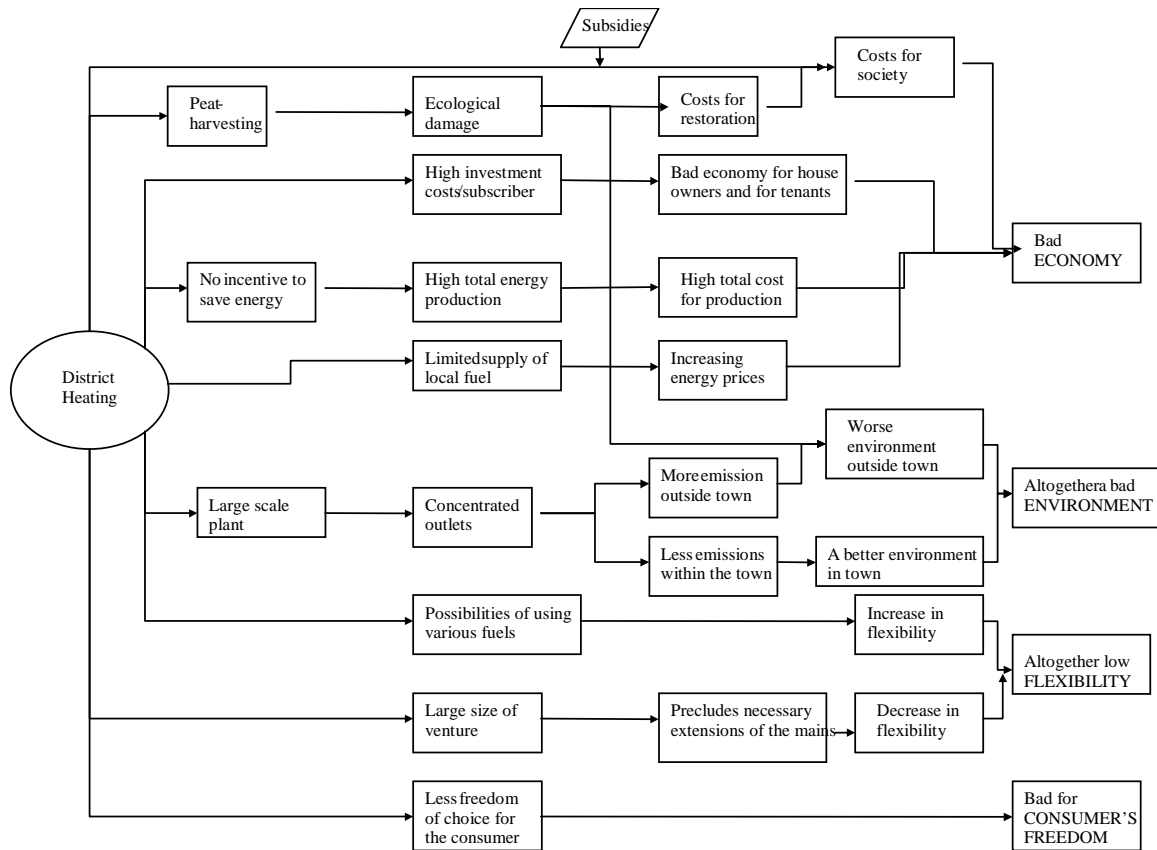 Subsidies
Costs for
society
Peat-
harvesting
Ecological
damage
Costs for
restoration
High investment
costs/subscriber
Bad economy for house
owners and for tenants
Bad
ECONOMY
No incentive to
save energy
High total energy
production
High total cost
for production
District
Heating
Limited supply of
local fuel
Increasing
energy prices
Worse
environment
outside town
More emission
outside town
Large scale
plant
Concentrated
outlets
Altogether a bad
ENVIRONMENT
Less emissions
within the town
A better environment
in town
Possibilities of using
various fuels
Increase in
flexibility
Altogether low
FLEXIBILITY
Large size of
venture
Precludes necessary
extensions of the mains
Decrease in
flexibility
Less freedom
of choice for
the consumer
Bad for
CONSUMER'S
FREEDOM